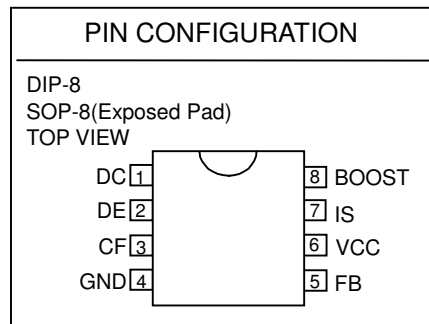 PIN CONFIGURATION
DIP-8
SOP-8(Exposed Pad)
TOP VIEW
DC 1 8 BOOST
DE 2 7 IS
CF 3 6 VCC
GND 4 5 FB